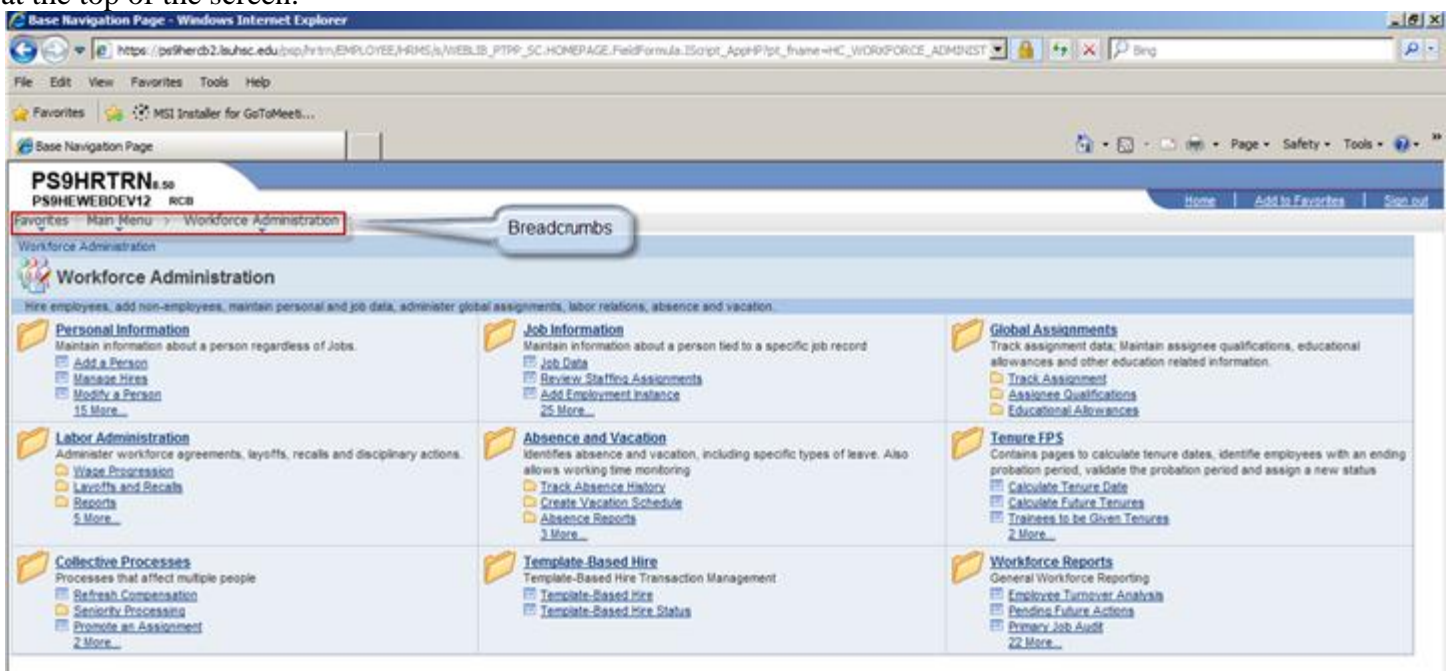 at the top of the screen.
Base Navigation Page - Windows Internet Explorer
https://ps9hercb2.lsuhsc.edu/psp/hrtrn/EMPLOYEE/HRMS/s/WEBLIB_PTPP_SC.HOMEPAGE.FieldFormula.IScript_AppHP?pt_fname=HC_WORKFORCE_ADMINIST Bing
File Edit View Favorites Tools Help
Favorites MSI Installer for GoToMeeti...
Base Navigation Page Page Safety Tools
PS9HRTRN8.50
PS9HEWEBDEV12 RCB
Home | Add to Favorites | Sign out
Favorites Main Menu > Workforce Administration
Breadcrumbs
Workforce Administration
Workforce Administration
Hire employees, add non-employees, maintain personal and job data, administer global assignments, labor relations, absence and vacation.
Personal Information
Maintain information about a person regardless of Jobs.
Add a Person
Manage Hires
Modify a Person
15 More...
Job Information
Maintain information about a person tied to a specific job record
Job Data
Review Staffing Assignments
Add Employment Instance
25 More...
Global Assignments
Track assignment data; Maintain assignee qualifications, educational
allowances and other education related information.
Track Assignment
Assignee Qualifications
Educational Allowances
Labor Administration
Administer workforce agreements, layoffs, recalls and disciplinary actions.
Wage Progression
Layoffs and Recalls
Reports
5 More...
Absence and Vacation
Identifies absence and vacation, including specific types of leave. Also
allows working time monitoring
Track Absence History
Create Vacation Schedule
Absence Reports
3 More...
Tenure FPS
Contains pages to calculate tenure dates, identify employees with an ending
probation period, validate the probation period and assign a new status
Calculate Tenure Date
Calculate Future Tenures
Trainees to be Given Tenures
2 More...
Collective Processes
Processes that affect multiple people
Refresh Compensation
Seniority Processing
Promote an Assignment
2 More...
Template-Based Hire
Template-Based Hire Transaction Management
Template-Based Hire
Template-Based Hire Status
Workforce Reports
General Workforce Reporting
Employee Turnover Analysis
Pending Future Actions
Primary Job Audit
22 More...